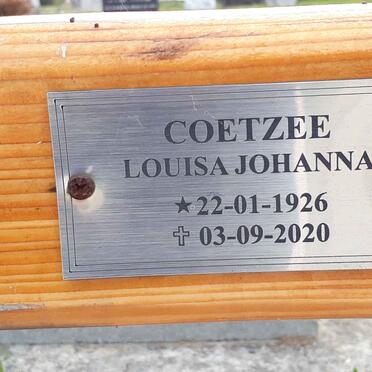 COETZEE
LOUISA JOHANNA
★ 22-01-1926
✝ 03-09-2020